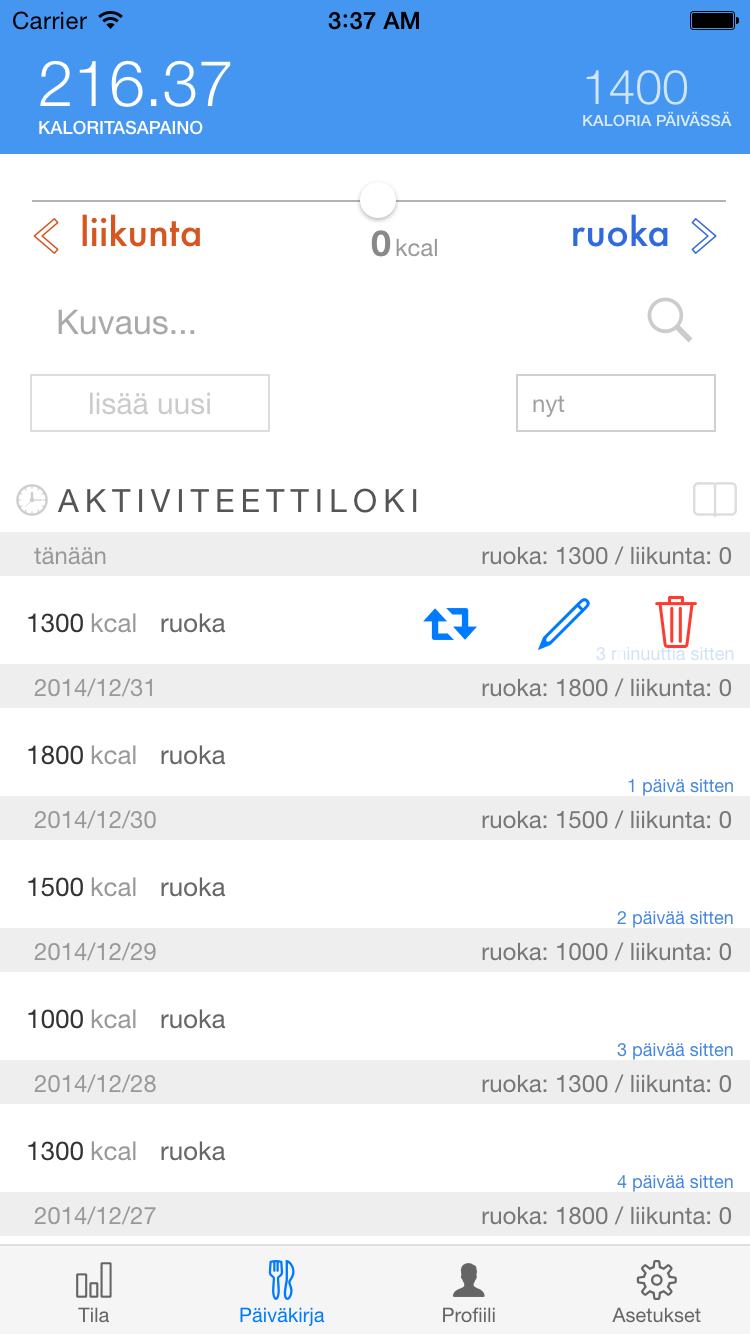 Carrier 3:37 AM
216.37 1400
KALORITASAPAINO KALORIA PÄIVÄSSÄ
liikunta 0 kcal ruoka
Kuvaus...
lisää uusi nyt
AKTIVITEETTILOKI
tänään ruoka: 1300 / liikunta: 0
1300 kcal ruoka
3 minuuttia sitten
2014/12/31 ruoka: 1800 / liikunta: 0
1800 kcal ruoka
1 päivä sitten
2014/12/30 ruoka: 1500 / liikunta: 0
1500 kcal ruoka
2 päivää sitten
2014/12/29 ruoka: 1000 / liikunta: 0
1000 kcal ruoka
3 päivää sitten
2014/12/28 ruoka: 1300 / liikunta: 0
1300 kcal ruoka
4 päivää sitten
2014/12/27 ruoka: 1800 / liikunta: 0
Tila Päiväkirja Profiili Asetukset